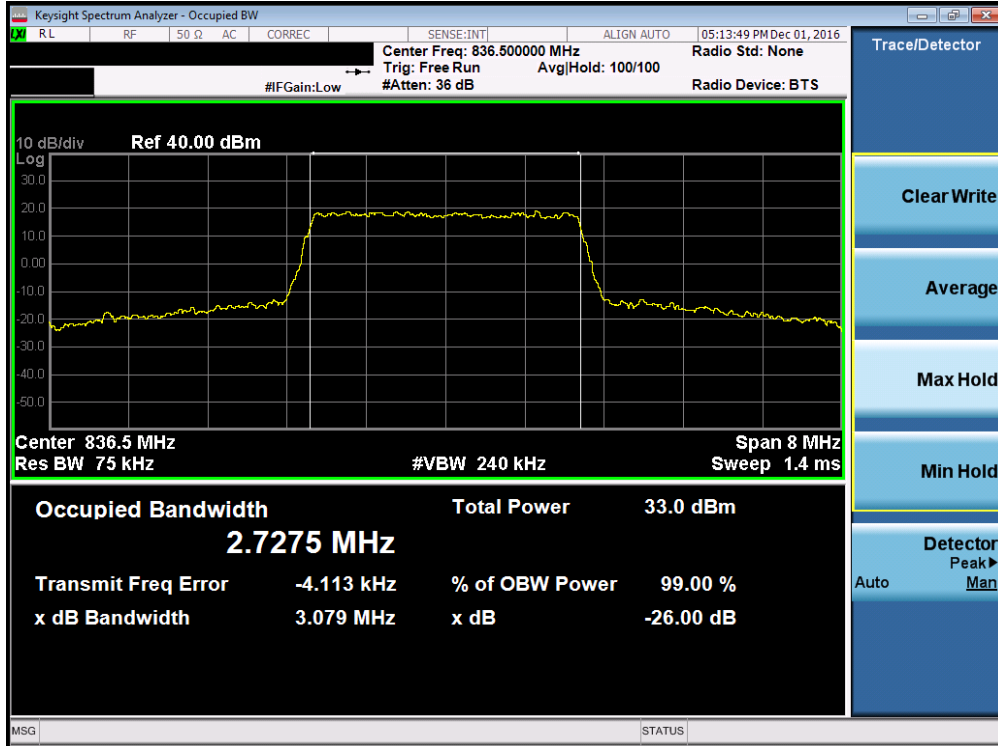 Keysight Spectrum Analyzer - Occupied BW
LXI RL RF 50 Ω AC CORREC SENSE:INT ALIGN AUTO 05:13:49 PM Dec 01, 2016
Center Freq: 836.500000 MHz Radio Std: None
Trig: Free Run Avg|Hold: 100/100
#IFGain:Low #Atten: 36 dB Radio Device: BTS
10 dB/div Ref 40.00 dBm
Log
30.0
20.0
10.0
0.00
-10.0
-20.0
-30.0
-40.0
-50.0
Center 836.5 MHz Span 8 MHz
Res BW 75 kHz #VBW 240 kHz Sweep 1.4 ms
Occupied Bandwidth Total Power 33.0 dBm
2.7275 MHz
Transmit Freq Error -4.113 kHz % of OBW Power 99.00 %
x dB Bandwidth 3.079 MHz x dB -26.00 dB
MSG STATUS
Trace/Detector
Clear Write
Average
Max Hold
Min Hold
Detector
Peak▶
Auto Man